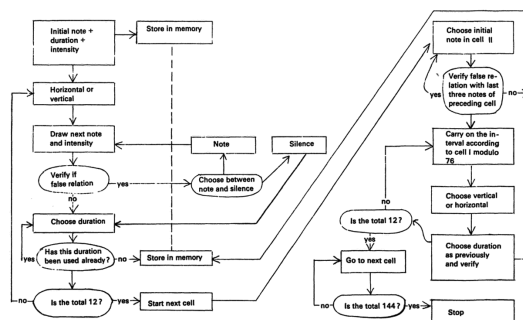 Initial note +
duration +
intensity
Store in memory
Horizontal or
vertical
Draw next note
and intensity
Note
Silence
Verify if
false relation
yes
Choose between
note and silence
no
Choose duration
Has this duration
been used already?
yes
no
Store in memory
Is the total 12?
no
yes
Start next cell
Choose initial
note in cell II
Verify false re-
lation with last
three notes of
preceding cell
yes
no
Carry on the in-
terval according
to cell I modulo
76
Choose vertical
or horizontal
no
Is the total 12?
yes
Choose duration
as previously
and verify
Go to next cell
no
Is the total 144?
yes
Stop